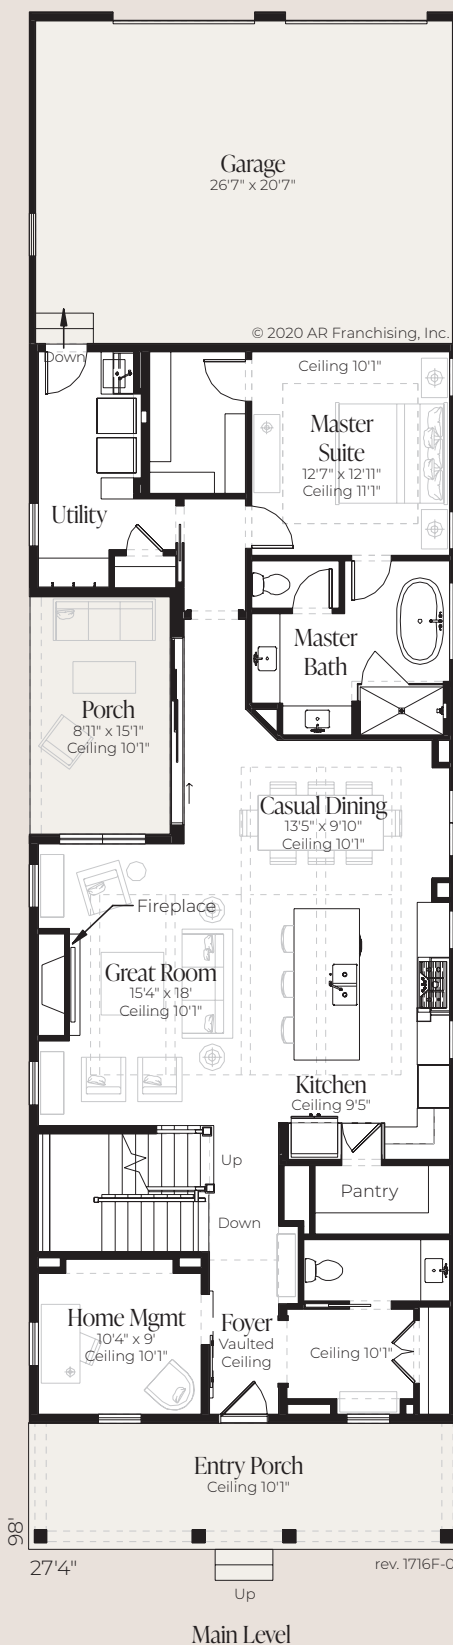 Garage
26'7" x 20'7"
© 2020 AR Franchising, Inc.
Down
Ceiling 10'1"
Master
Suite
12'7" x 12'11"
Ceiling 11'1"
Utility
Master
Bath
Porch
8'11" x 15'1"
Ceiling 10'1"
Casual Dining
13'5" x 9'10"
Ceiling 10'1"
Fireplace
Great Room
15'4" x 18'
Ceiling 10'1"
Kitchen
Ceiling 9'5"
Up
Pantry
Down
Home Mgmt
10'4" x 9'
Ceiling 10'1"
Foyer
Vaulted
Ceiling
Ceiling 10'1"
Entry Porch
Ceiling 10'1"
98'
27'4"
rev. 1716F-0
Up
Main Level